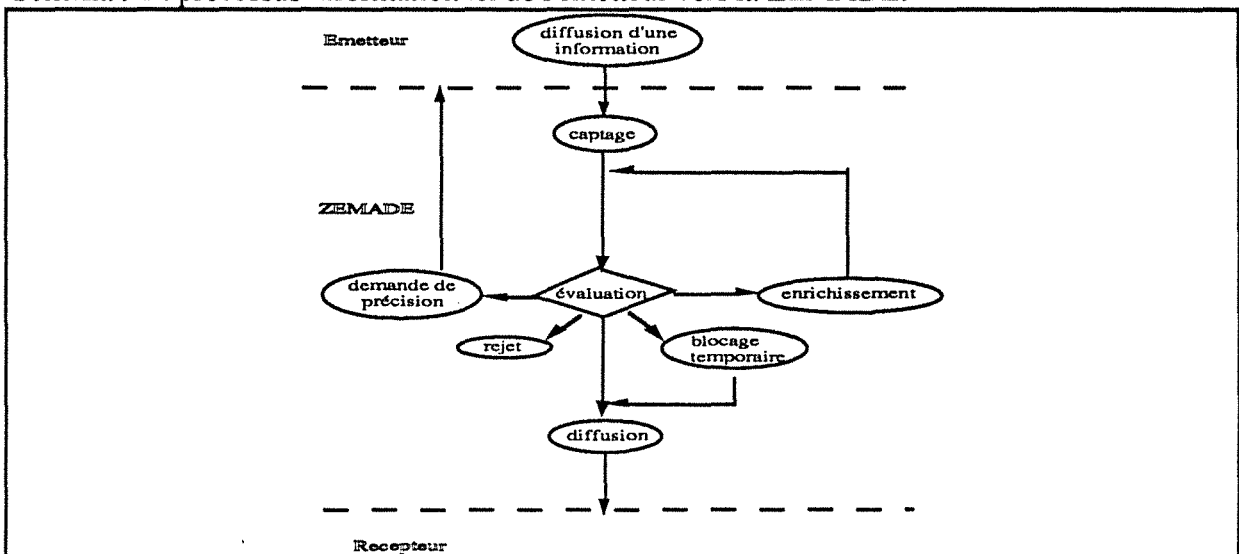 Emetteur
diffusion d'une
information
captage
ZEMADE
demande de
précision
évaluation
enrichissement
rejet
blocage
temporaire
diffusion
Recepteur